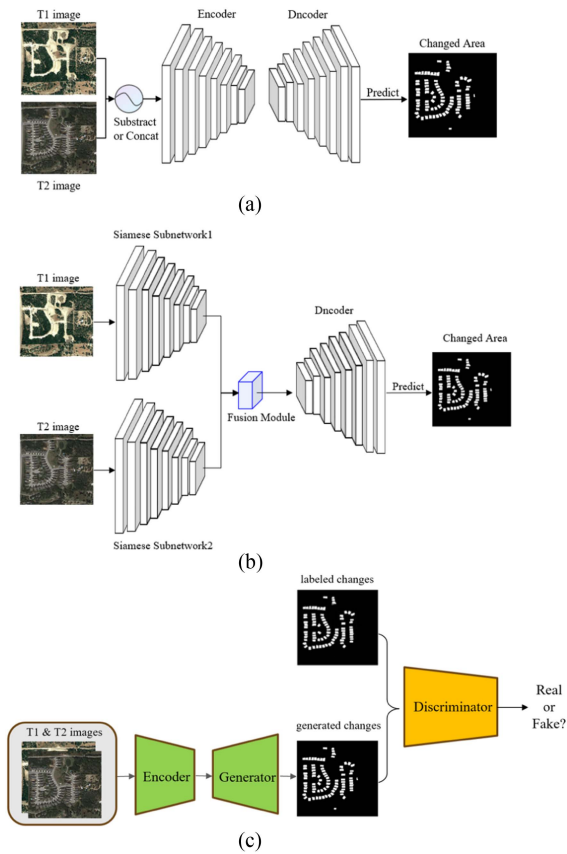 T1 image
Encoder
Dncoder
Changed Area
Substract
or Concat
Predict
T2 image
(a)
Siamese Subnetwork1
T1 image
Dncoder
Changed Area
Predict
Fusion Module
T2 image
Siamese Subnetwork2
(b)
labeled changes
Discriminator
Real
or
Fake?
generated changes
T1 & T2 images
Encoder
Generator
(c)